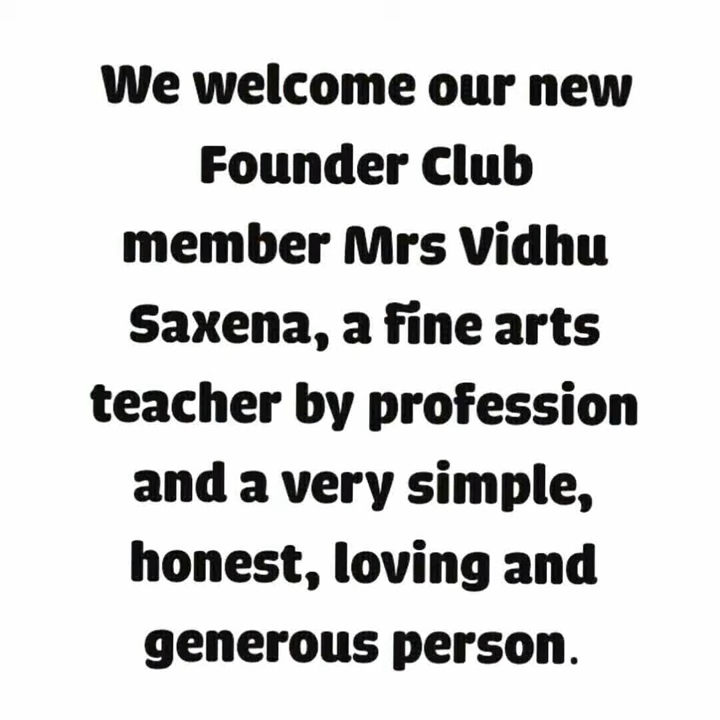 We welcome our new
Founder Club
member Mrs Vidhu
Saxena, a fine arts
teacher by profession
and a very simple,
honest, loving and
generous person.